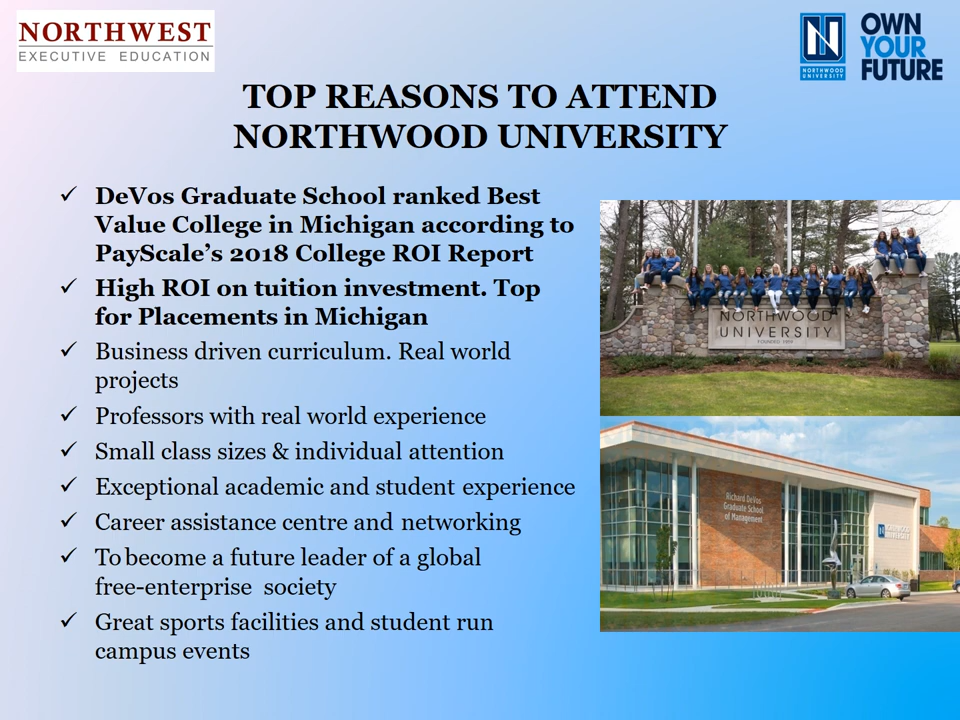 NORTHWEST
EXECUTIVE EDUCATION
N
NORTHWOOD
UNIVERSITY
OWN
YOUR
FUTURE
TOP REASONS TO ATTEND
NORTHWOOD UNIVERSITY
✓ DeVos Graduate School ranked Best
Value College in Michigan according to
PayScale’s 2018 College ROI Report
✓ High ROI on tuition investment. Top
for Placements in Michigan
✓ Business driven curriculum. Real world
projects
✓ Professors with real world experience
✓ Small class sizes & individual attention
✓ Exceptional academic and student experience
✓ Career assistance centre and networking
✓ To become a future leader of a global
free-enterprise society
✓ Great sports facilities and student run
campus events
NORTHWOOD
UNIVERSITY
FOUNDED 1959
Richard DeVos
Graduate School
of Management
NORTHWOOD
UNIVERSITY